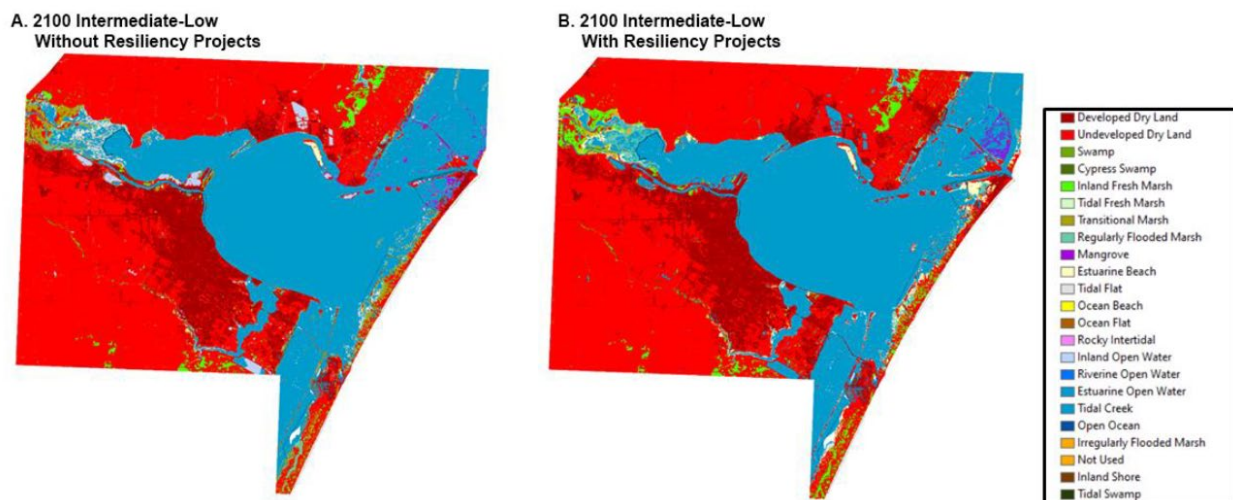 A. 2100 Intermediate-Low
Without Resiliency Projects
B. 2100 Intermediate-Low
With Resiliency Projects
Developed Dry Land
Undeveloped Dry Land
Swamp
Cypress Swamp
Inland Fresh Marsh
Tidal Fresh Marsh
Transitional Marsh
Regularly Flooded Marsh
Mangrove
Estuarine Beach
Tidal Flat
Ocean Beach
Ocean Flat
Rocky Intertidal
Inland Open Water
Riverine Open Water
Estuarine Open Water
Tidal Creek
Open Ocean
Irregularly Flooded Marsh
Not Used
Inland Shore
Tidal Swamp